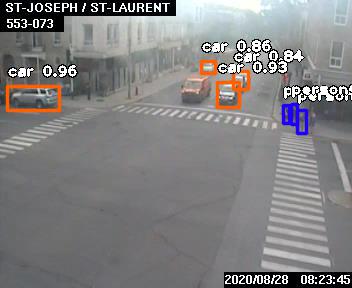 ST-JOSEPH / ST-LAURENT
553-073
car 0.86
car 0.84
car 0.93
car 0.96
2020/08/28 08:23:45